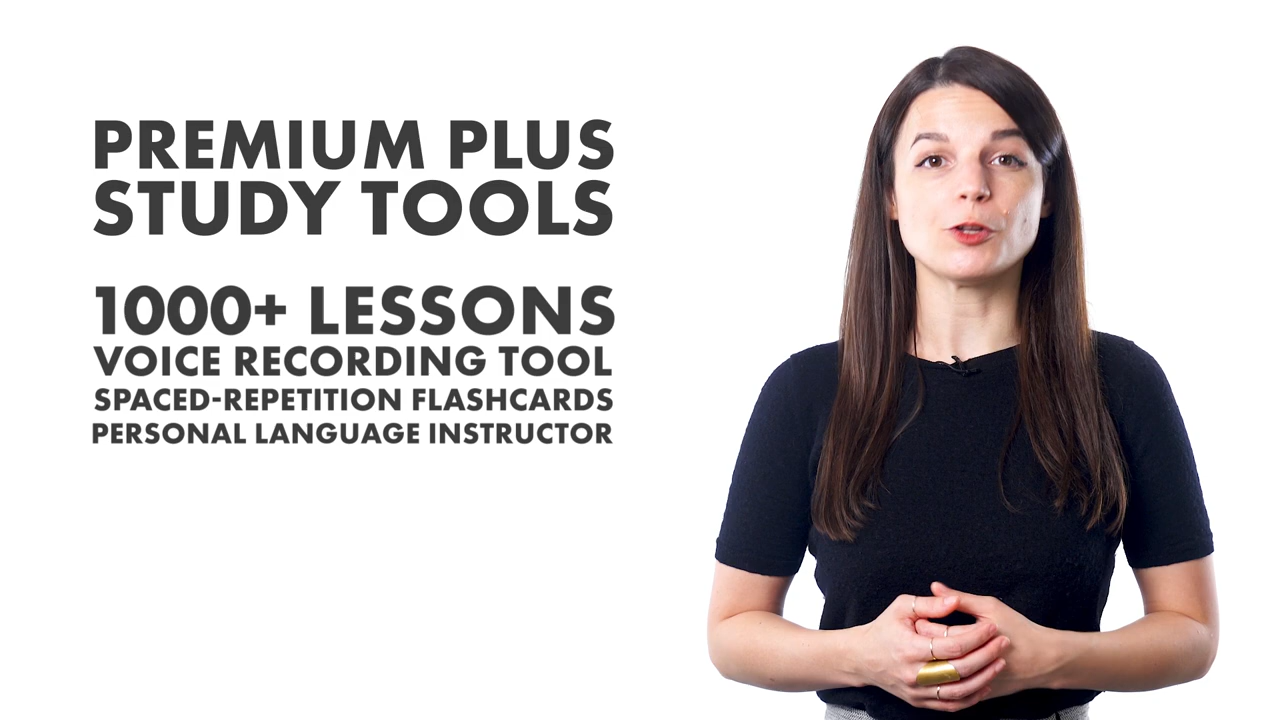 PREMIUM PLUS
STUDY TOOLS
1000+ LESSONS
VOICE RECORDING TOOL
SPACED-REPETITION FLASHCARDS
PERSONAL LANGUAGE INSTRUCTOR